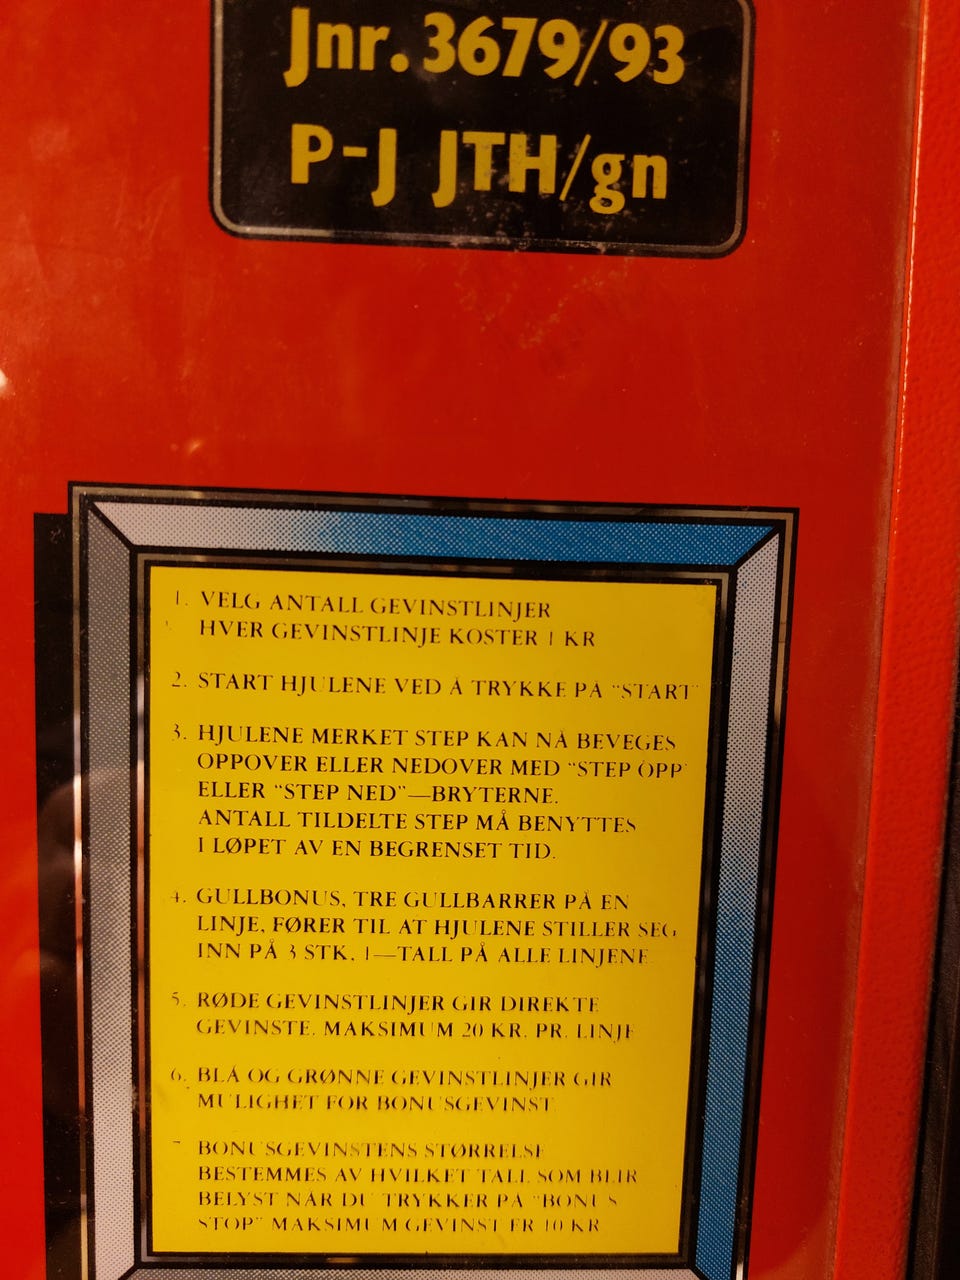 Jnr. 3679/93
P-J JTH/gn
1. VELG ANTALL GEVINSTLINJER
HVER GEVINSTLINJE KOSTER 1 KR
2. START HJULENE VED Å TRYKKE PÅ "START"
3. HJULENE MERKET STEP KAN NÅ BEVEGES
OPPOVER ELLER NEDOVER MED "STEP OPP"
ELLER "STEP NED"—BRYTERNE.
ANTALL TILDELTE STEP MÅ BENYTTES
I LØPET AV EN BEGRENSET TID.
4. GULLBONUS, TRE GULLBARRER PÅ EN
LINJE, FØRER TIL AT HJULENE STILLER SEG
INN PÅ 3 STK. 1—TALL PÅ ALLE LINJENE
5. RØDE GEVINSTLINJER GIR DIREKTE
GEVINSTE. MAKSIMUM 20 KR. PR. LINJE
6. BLÅ OG GRØNNE GEVINSTLINJER GIR
MULIGHET FOR BONUSGEVINST
7 BONUSGEVINSTENS STØRRELSE
BESTEMMES AV HVILKET TALL SOM BLIR
BELYST NÅR DU TRYKKER PÅ "BONUS
STOP" MAKSIMUM GEVINST ER 10 KR